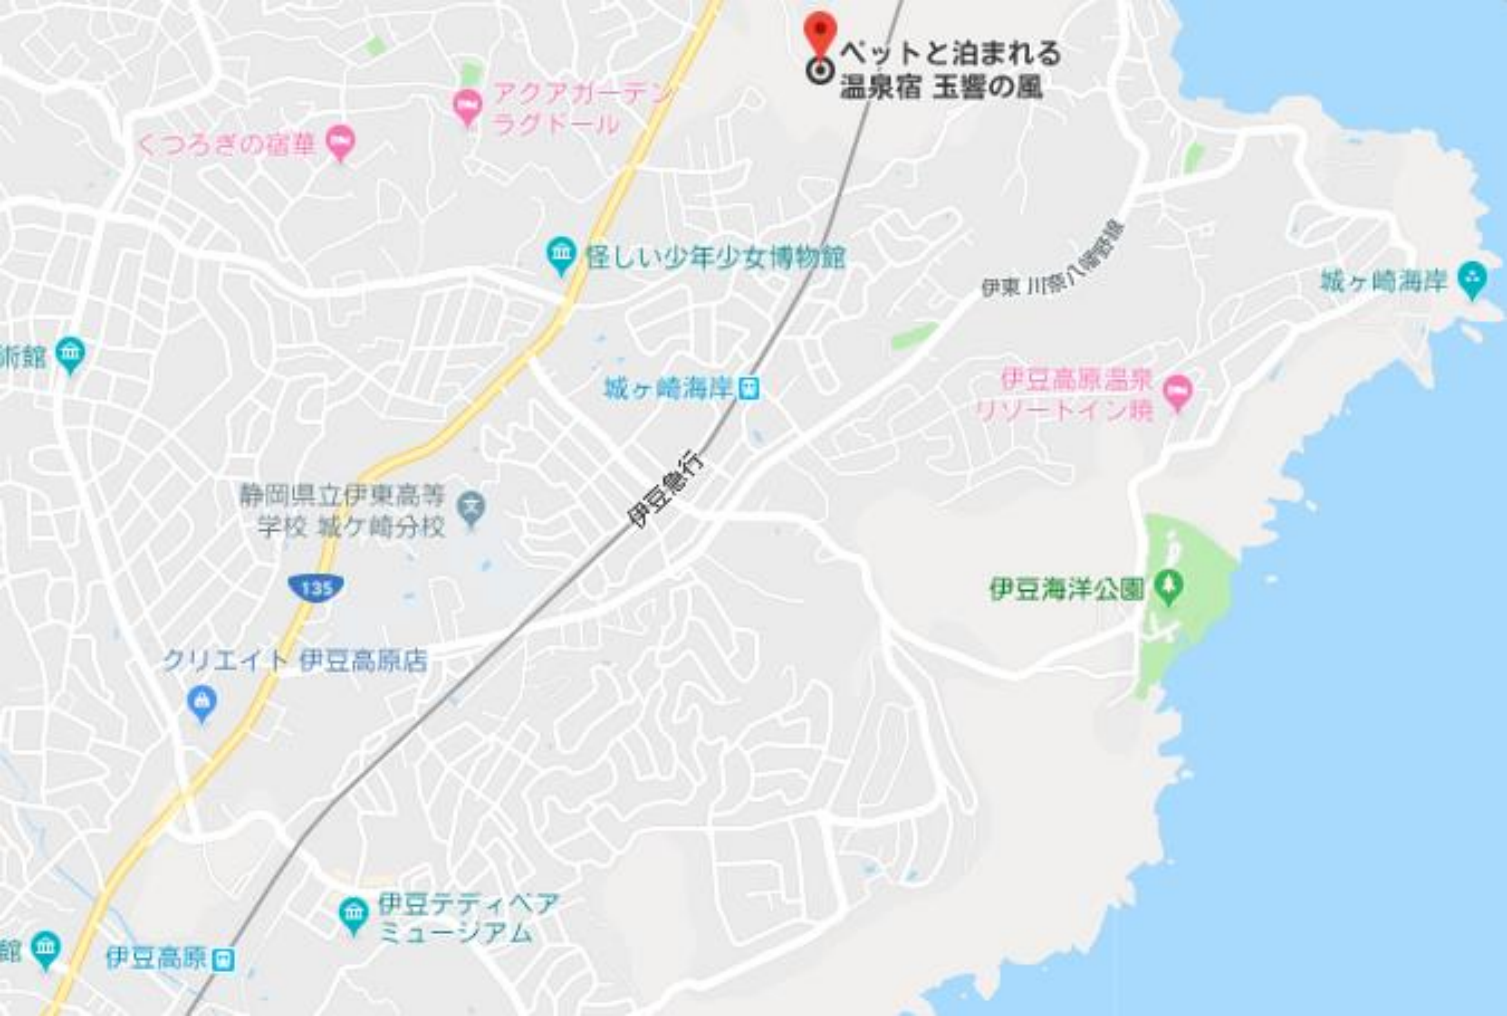 ペットと泊まれる
温泉宿 玉響の風
アクアガーデン
ラグドール
くつろぎの宿華
怪しい少年少女博物館
伊東 川奈八幡野線
城ヶ崎海岸
術館
城ヶ崎海岸
伊豆高原温泉
リゾートイン暁
伊豆急行
静岡県立伊東高等
学校 城ケ崎分校
135
伊豆海洋公園
クリエイト 伊豆高原店
伊豆テディベア
ミュージアム
館
伊豆高原